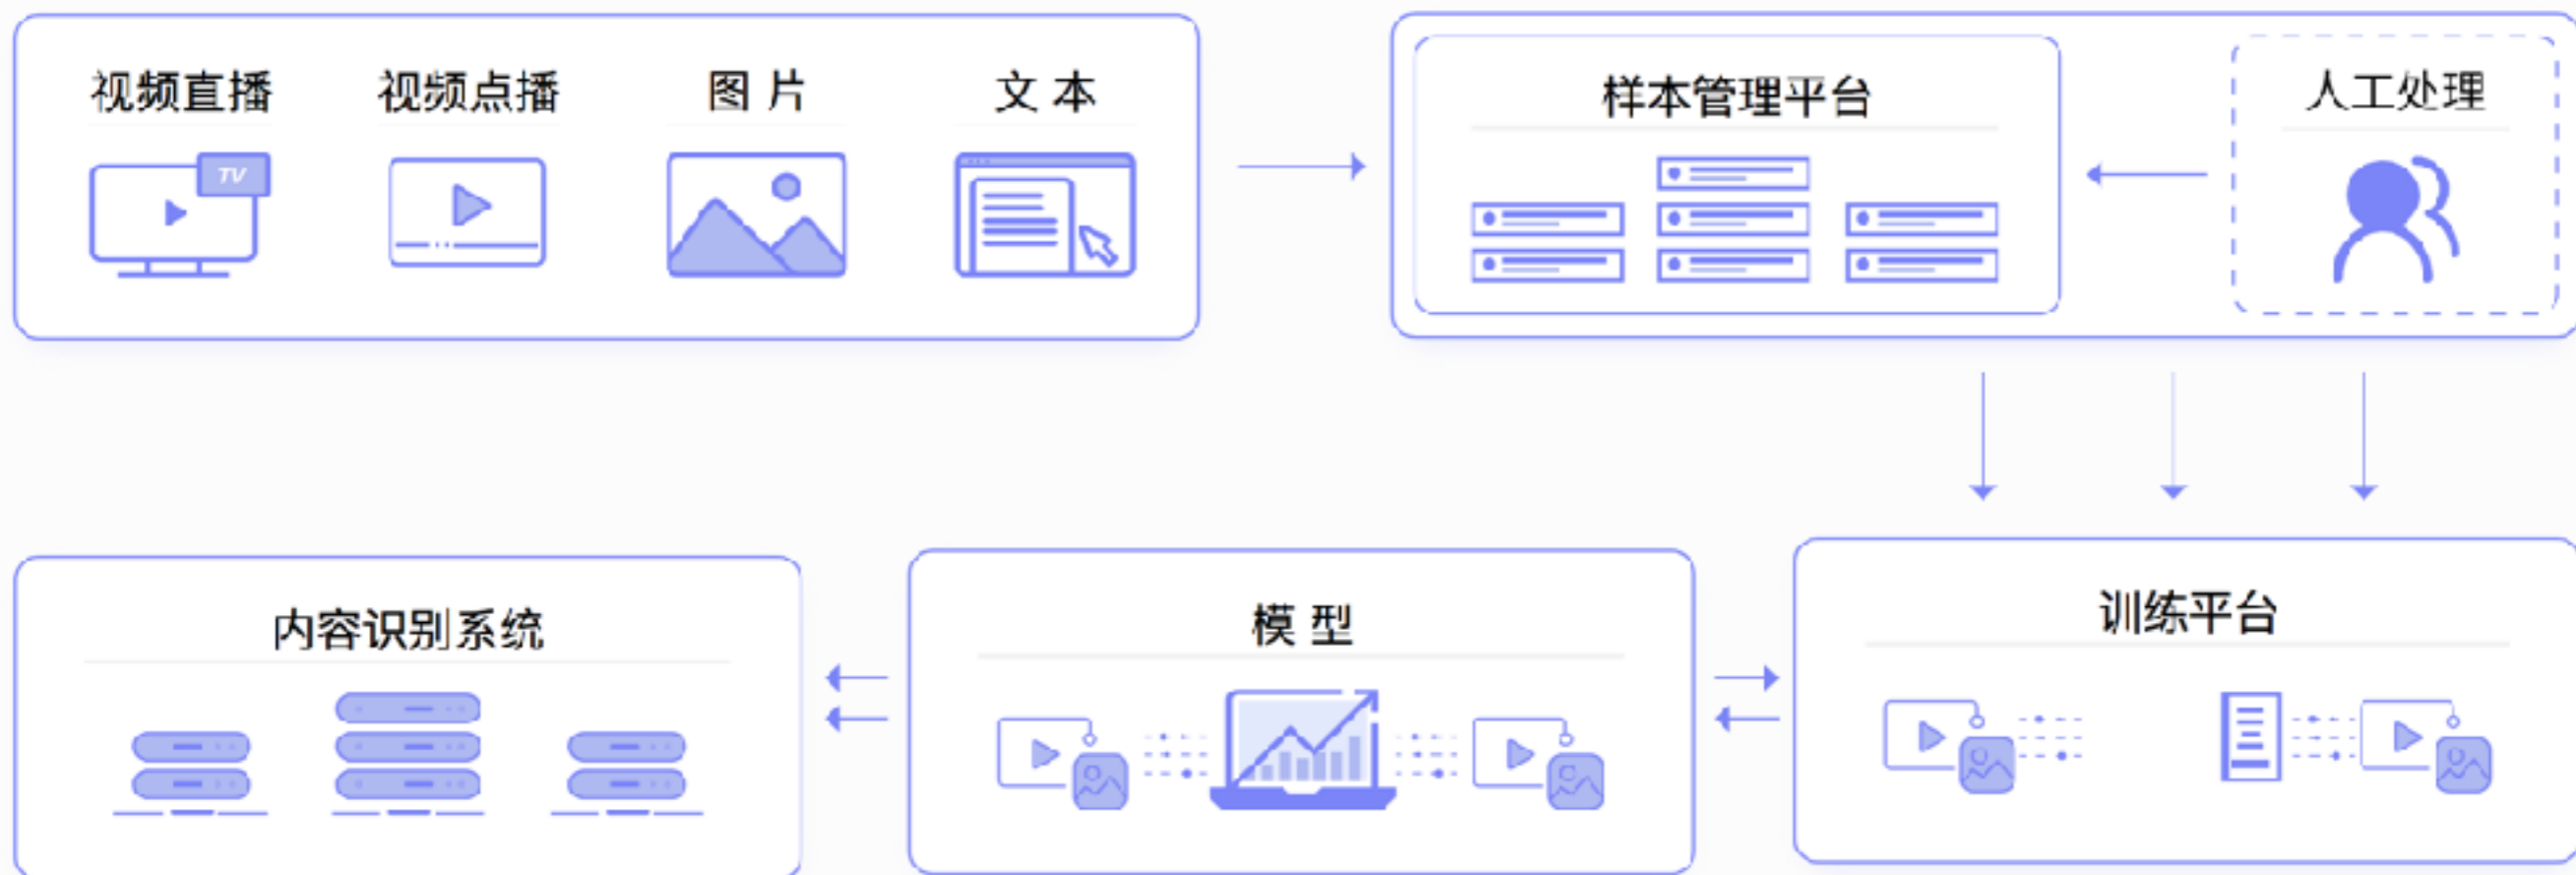 视频直播
视频点播
图 片
文 本
TV
样本管理平台
人工处理
内容识别系统
模 型
训练平台